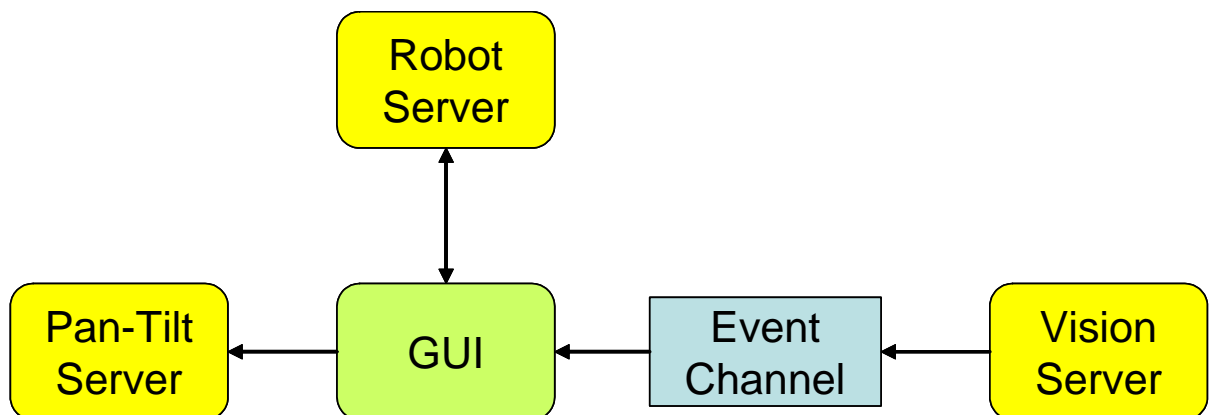 Robot
Server
Pan-Tilt
Server
GUI
Event
Channel
Vision
Server